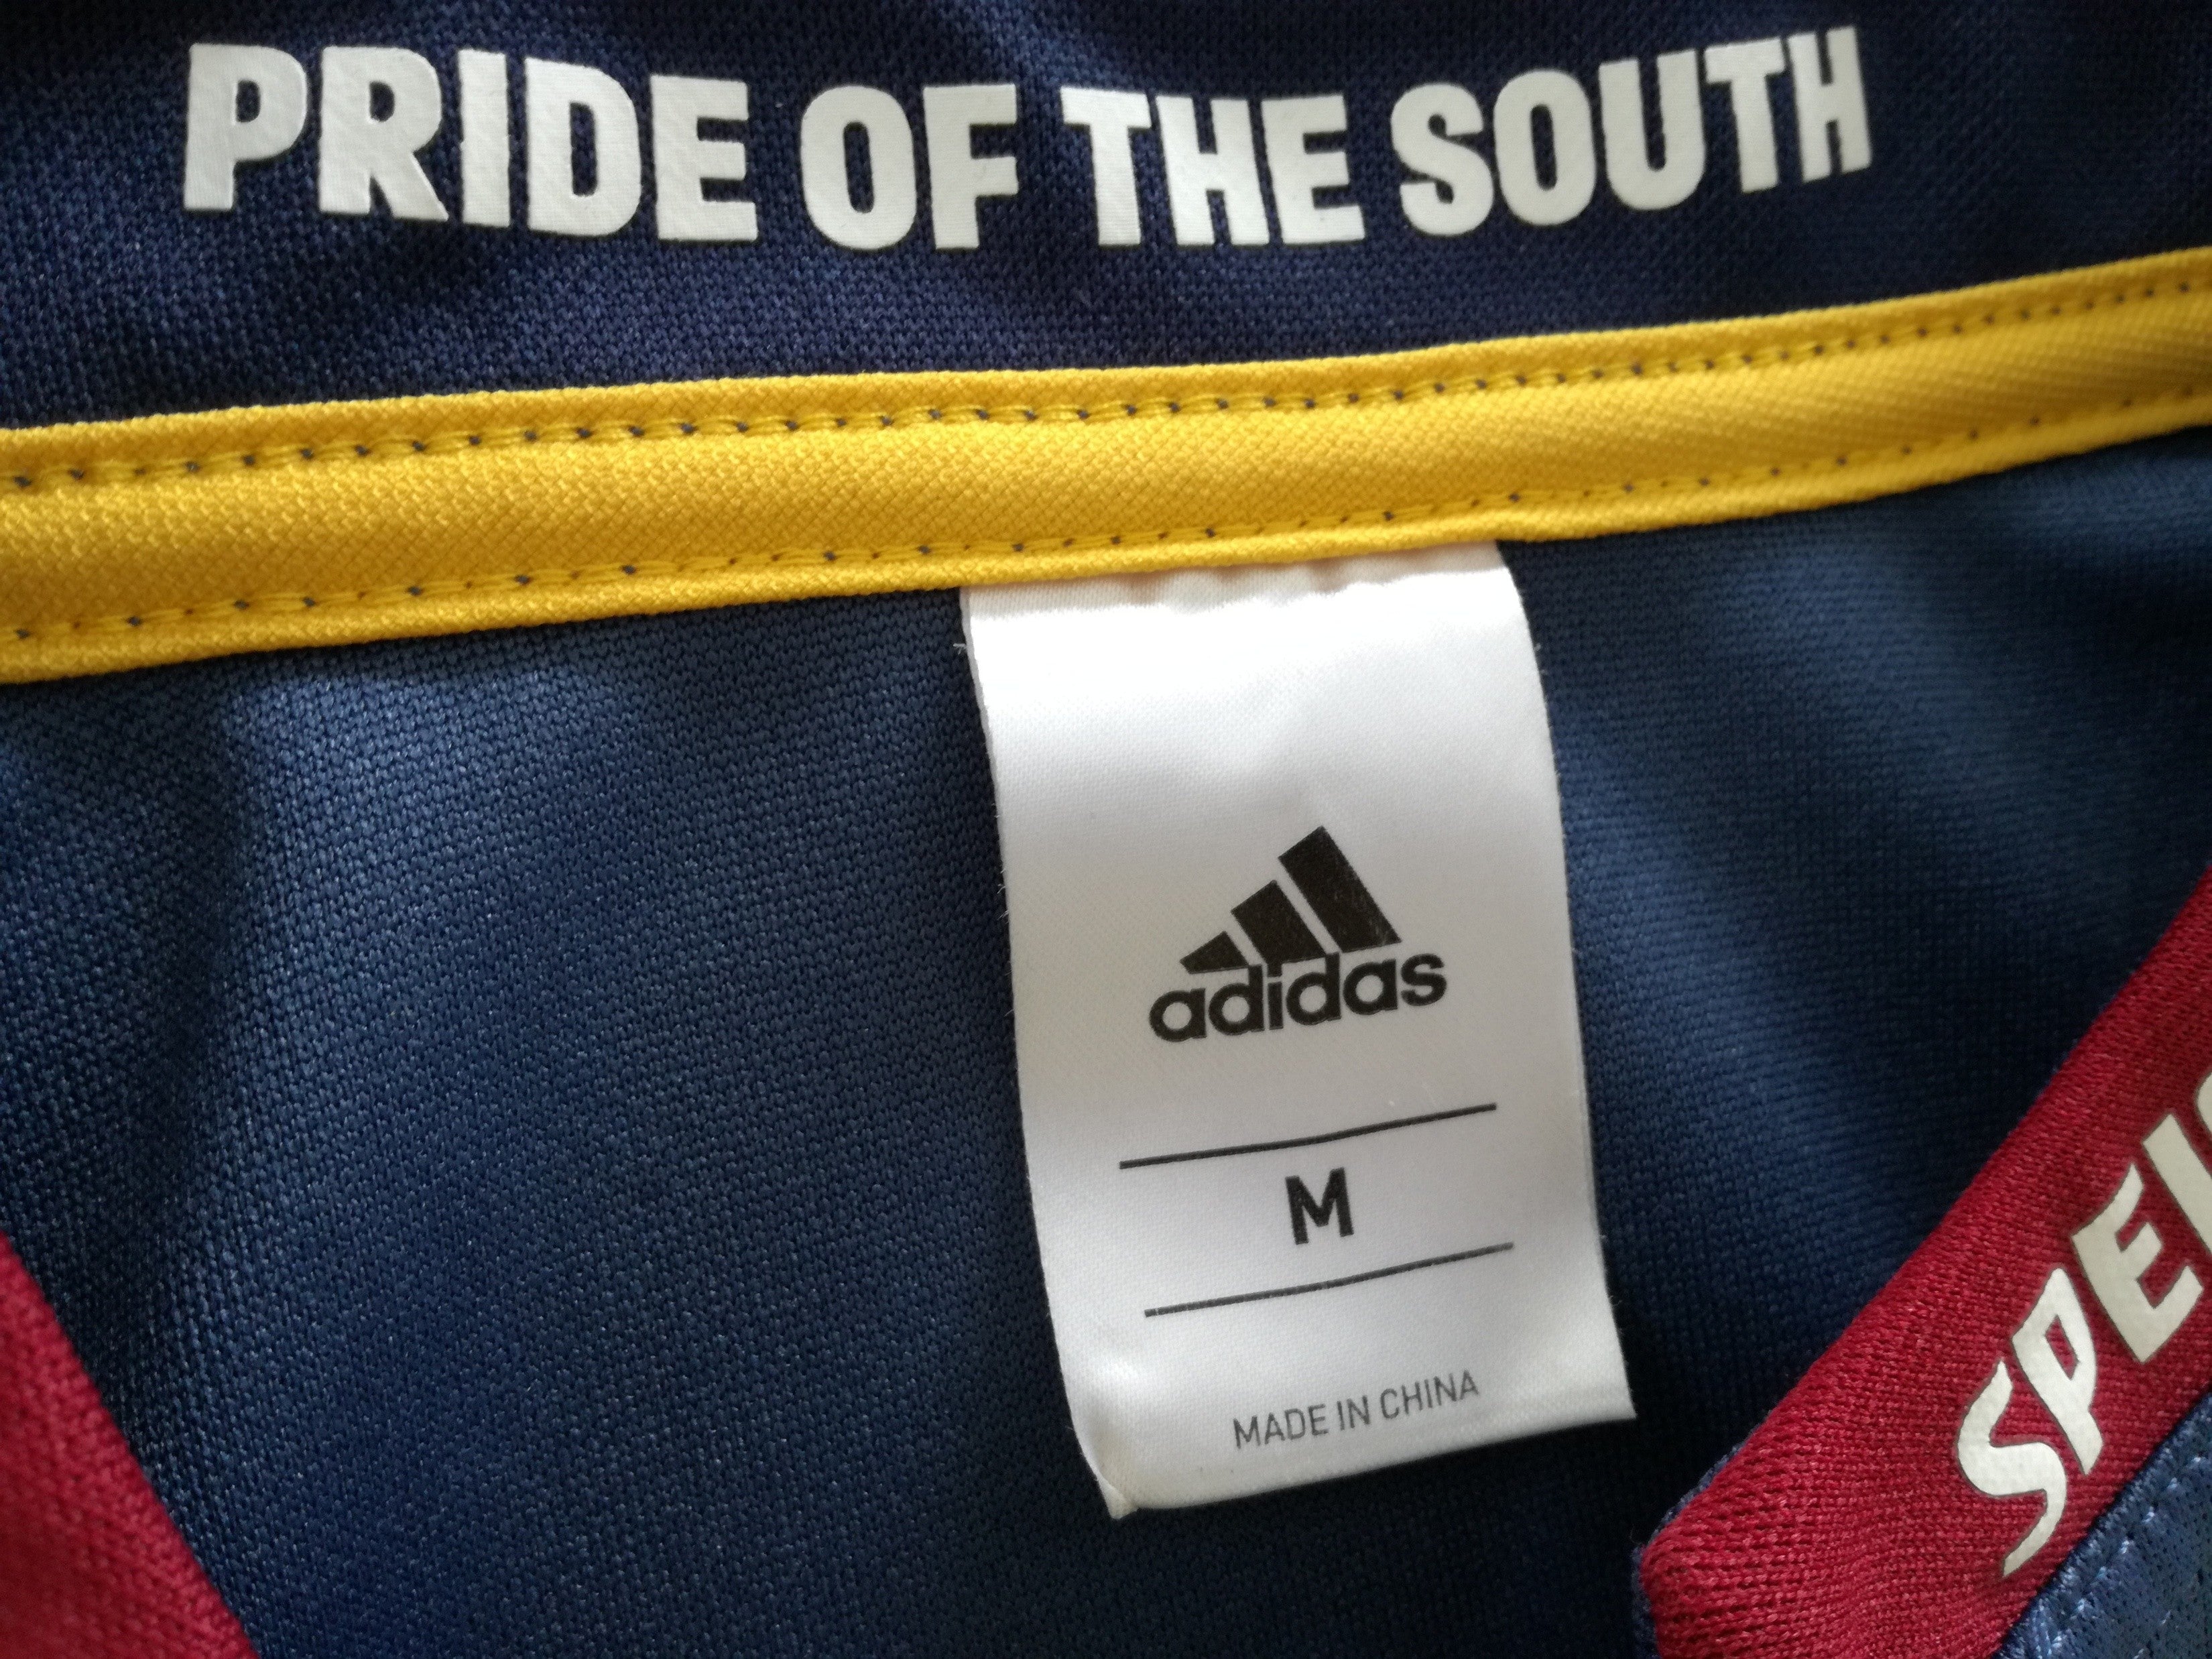 PRIDE OF THE SOUTH
adidas
M
MADE IN CHINA